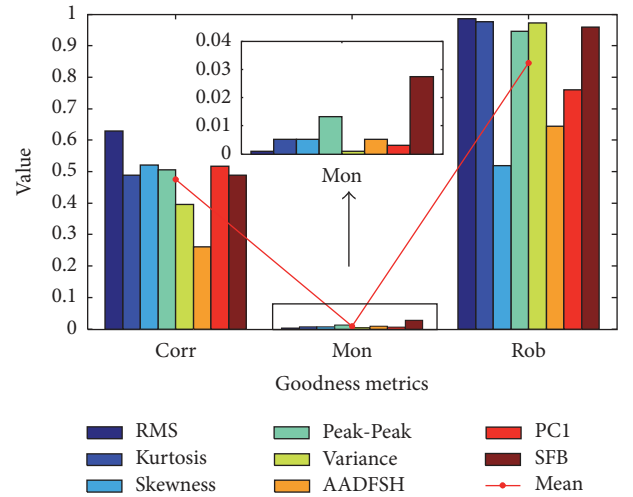 1
0.9
0.8
0.7
0.6
0.5
0.4
0.3
0.2
0.1
0
Value
0.04
0.03
0.02
0.01
0
Mon
Corr
Mon
Rob
Goodness metrics
RMS
Kurtosis
Skewness
Peak-Peak
Variance
AADFSH
PC1
SFB
Mean